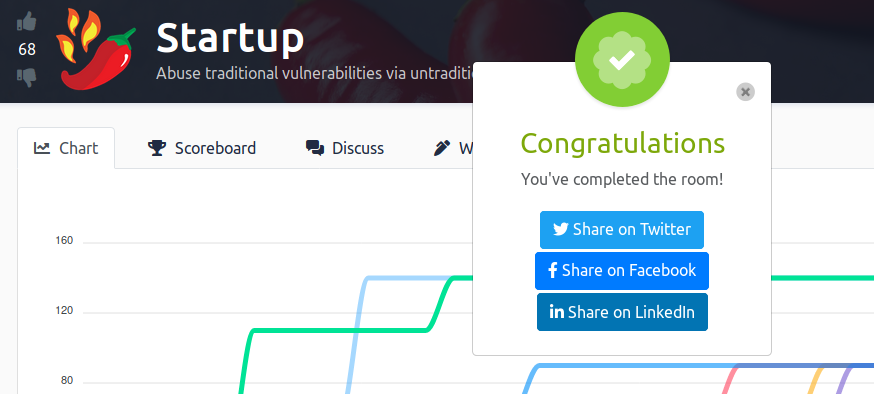 68
Startup
Abuse traditional vulnerabilities via
Chart
Scoreboard
Discuss
Congratulations
You've completed the room!
Share on Twitter
Share on Facebook
Share on LinkedIn
160
120
80